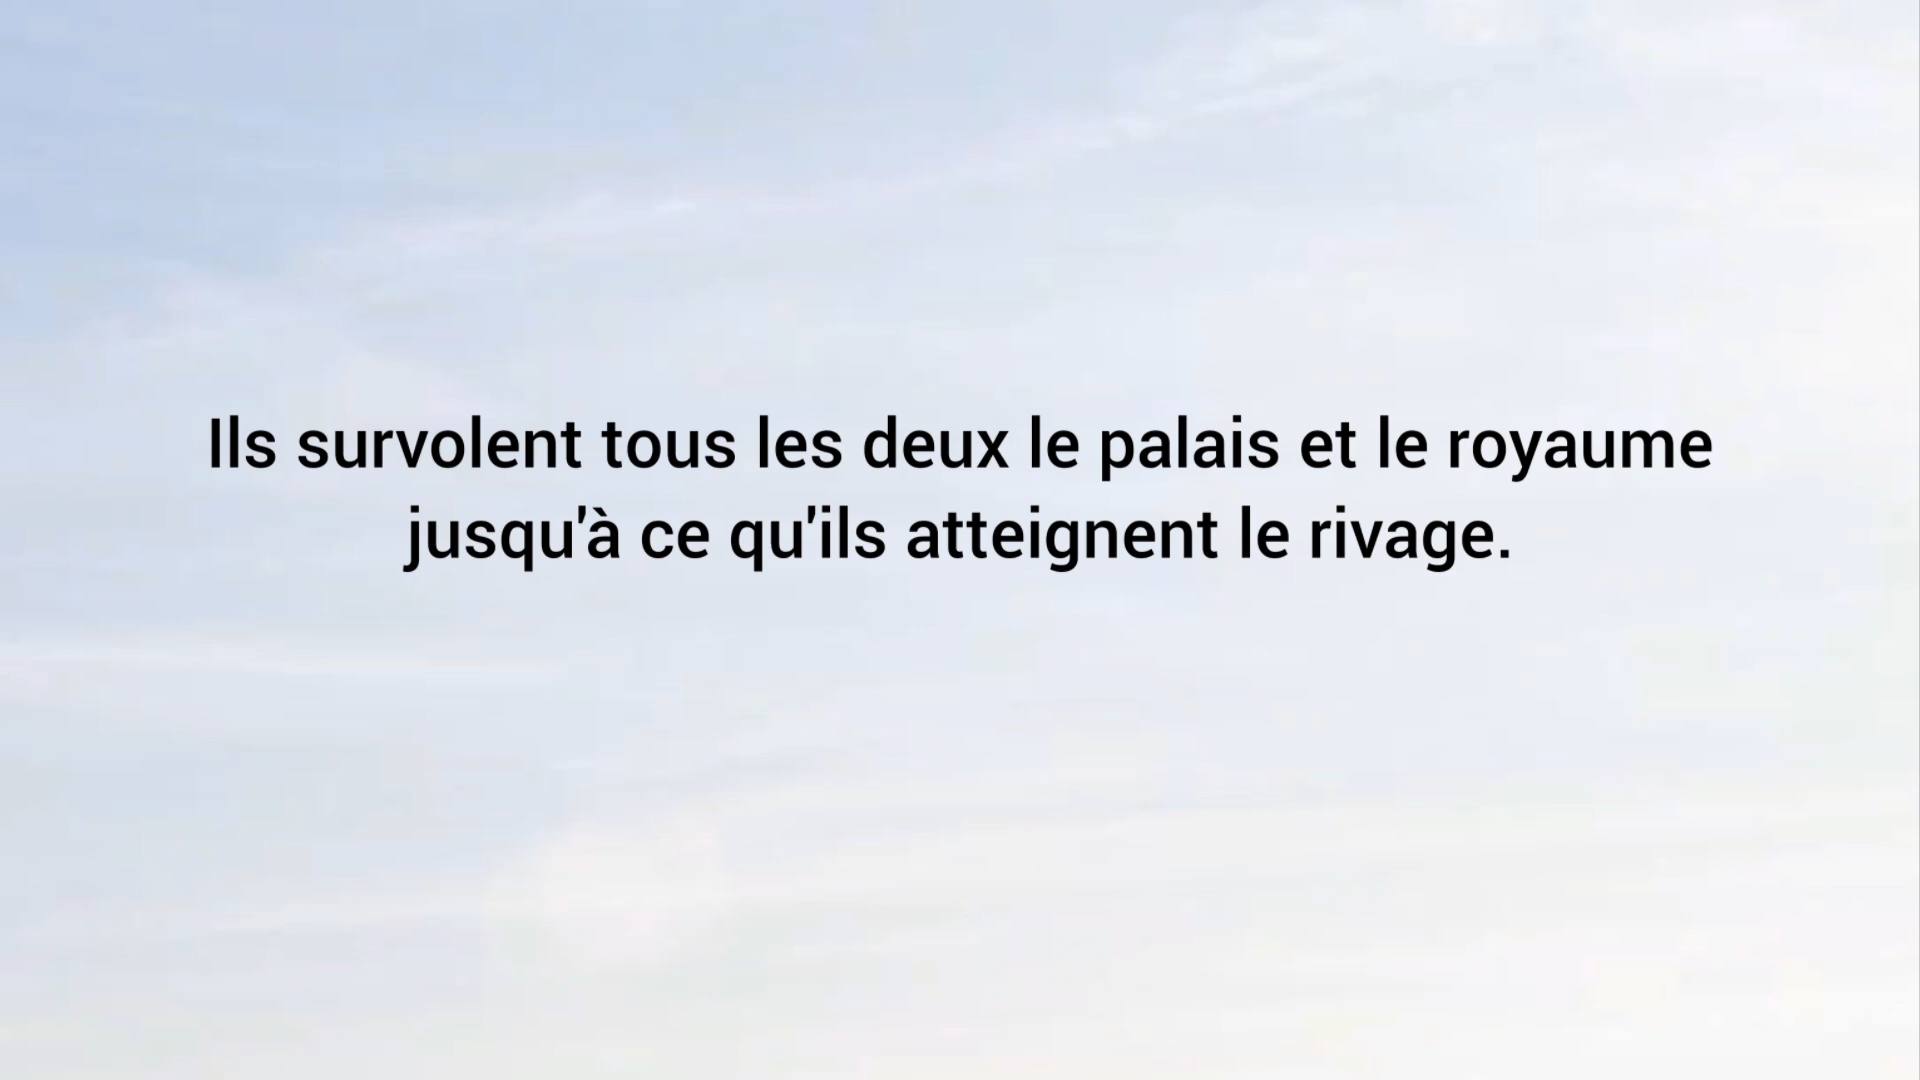 Ils survolent tous les deux le palais et le royaume
jusqu'à ce qu'ils atteignent le rivage.